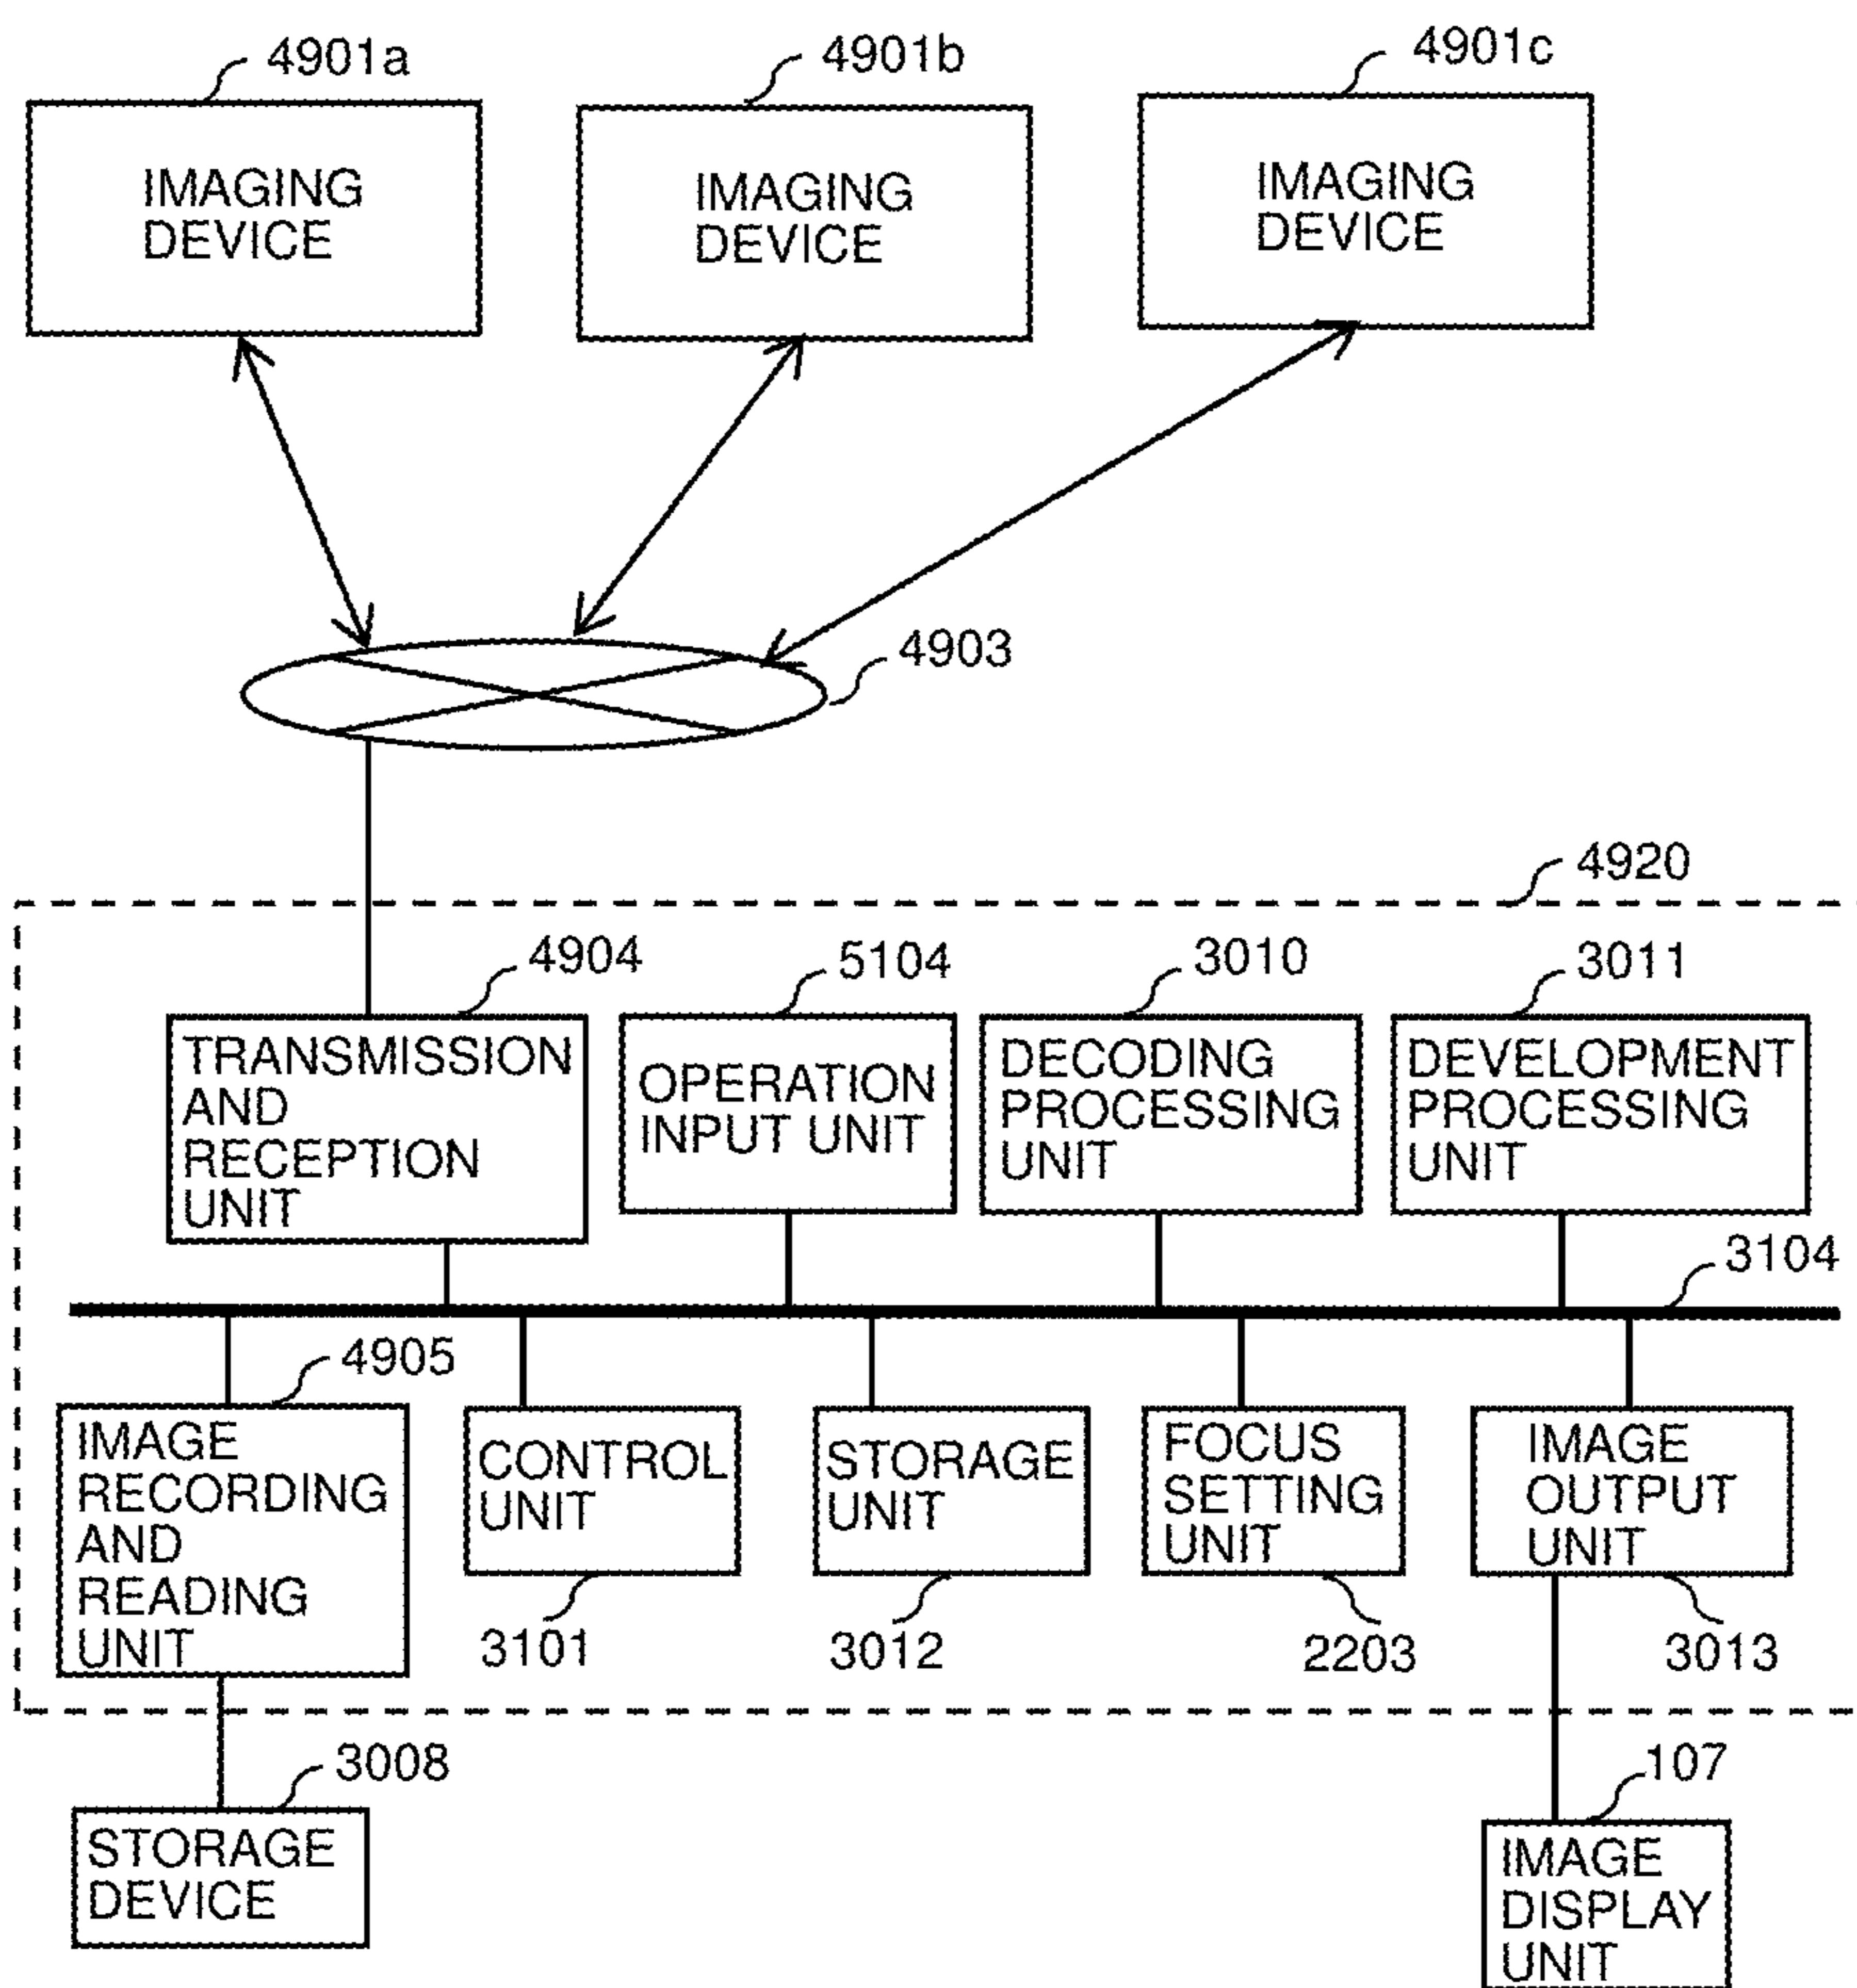 4901a
4901b
4901c
IMAGING
DEVICE
IMAGING
DEVICE
IMAGING
DEVICE
4903
4920
4904
5104
3010
3011
TRANSMISSION
AND
RECEPTION
UNIT
OPERATION
INPUT UNIT
DECODING
PROCESSING
UNIT
DEVELOPMENT
PROCESSING
UNIT
3104
4905
IMAGE
RECORDING
AND
READING
UNIT
CONTROL
UNIT
STORAGE
UNIT
FOCUS
SETTING
UNIT
IMAGE
OUTPUT
UNIT
3101
3012
2203
3013
3008
107
STORAGE
DEVICE
IMAGE
DISPLAY
UNIT